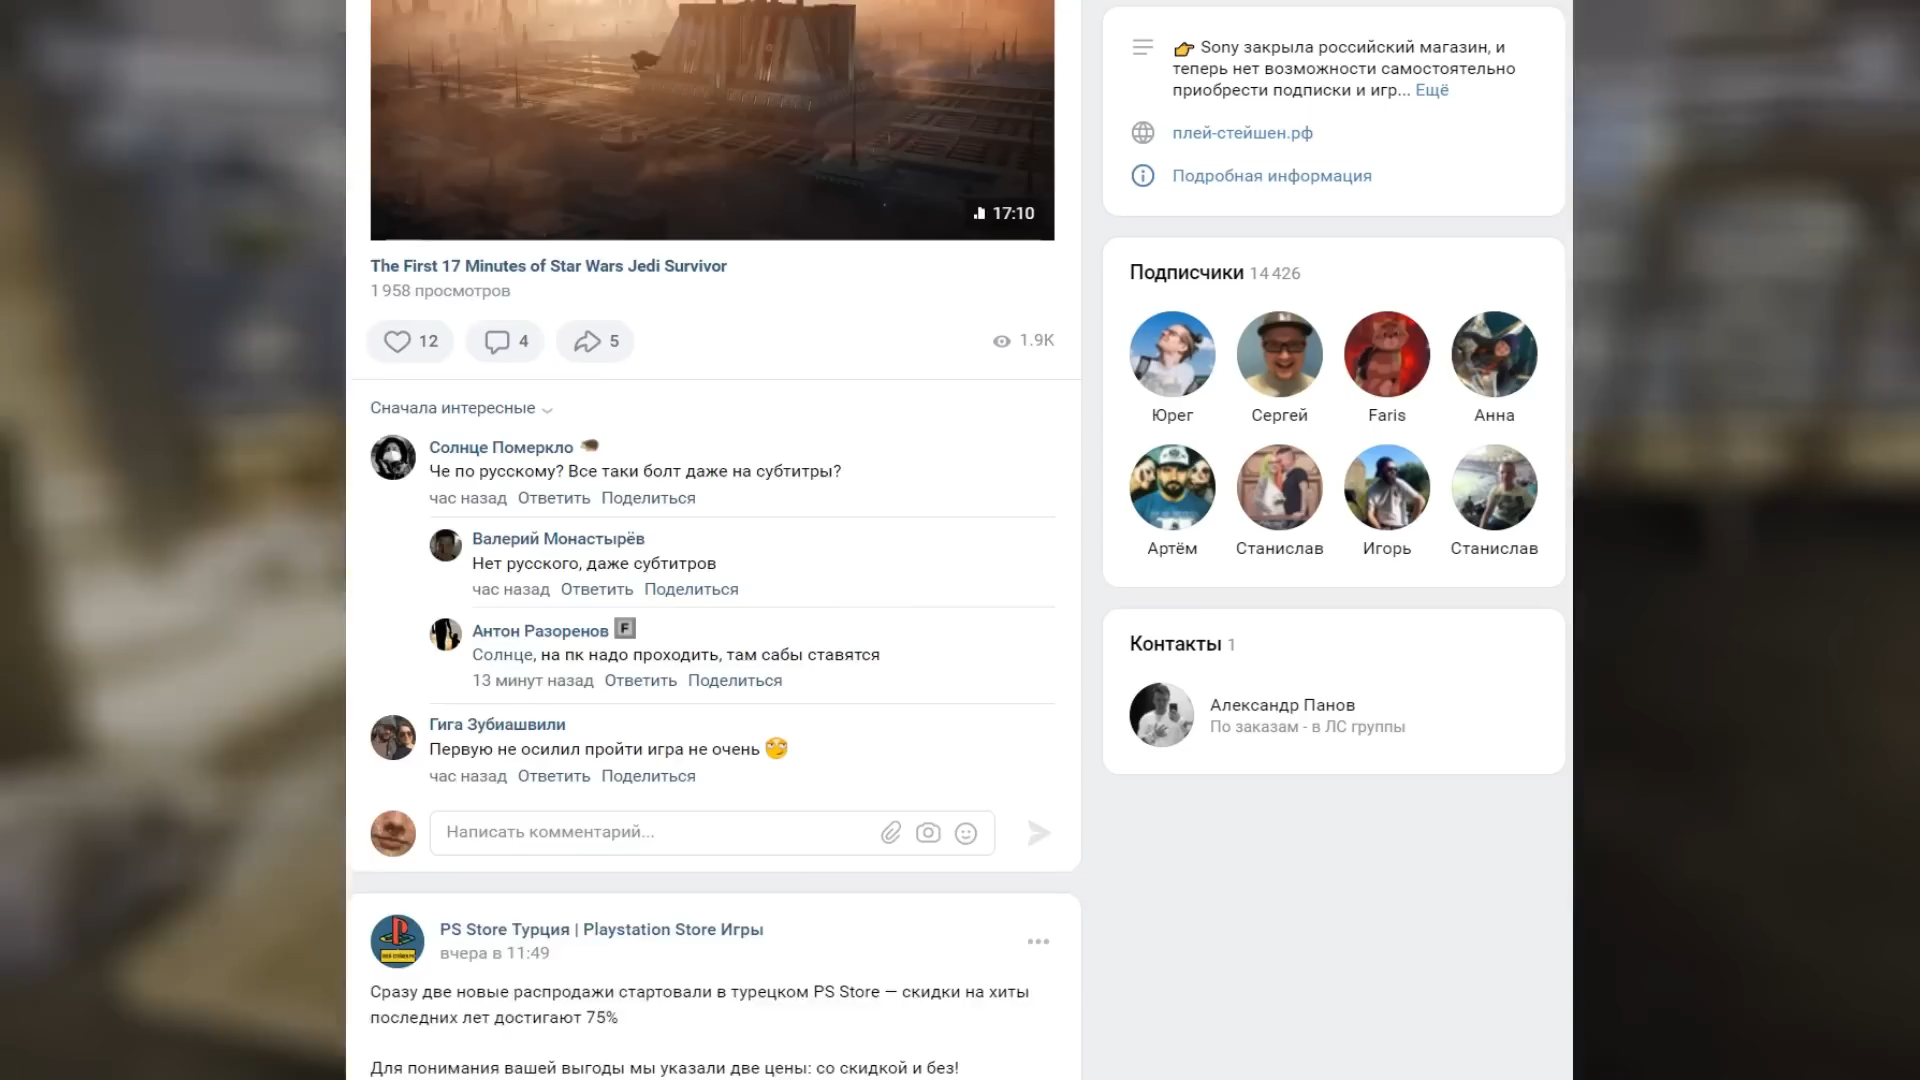 17:10
The First 17 Minutes of Star Wars Jedi Survivor
1 958 просмотров
12
4
5
1.9K
Сначала интересные
Солнце Померкло
Че по русскому? Все таки болт даже на субтитры?
час назад Ответить Поделиться
Валерий Монастырёв
Нет русского, даже субтитров
час назад Ответить Поделиться
Антон Разоренов F
Солнце, на пк надо проходить, там сабы ставятся
13 минут назад Ответить Поделиться
Гига Зубиашвили
Первую не осилил пройти игра не очень
час назад Ответить Поделиться
Написать комментарий...
PS Store Турция | Playstation Store Игры
вчера в 11:49
Сразу две новые распродажи стартовали в турецком PS Store — скидки на хиты
последних лет достигают 75%
Для понимания вашей выгоды мы указали две цены: со скидкой и без!
Sony закрыла российский магазин, и
теперь нет возможности самостоятельно
приобрести подписки и игр... Ещё
плей-стейшен.рф
Подробная информация
Подписчики 14 426
Юрег
Сергей
Faris
Анна
Артём
Станислав
Игорь
Станислав
Контакты 1
Александр Панов
По заказам - в ЛС группы